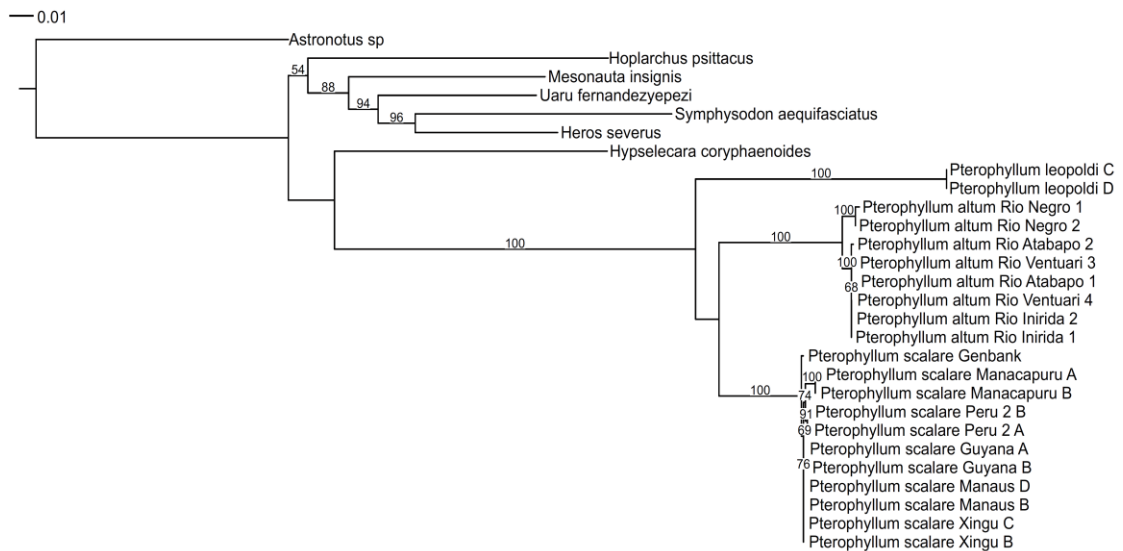 0.01
Astronotus sp
Hoplarchus psittacus
54
Mesonauta insignis
88
Uaru fernandezyepezi
94
Symphysodon aequifasciatus
96
Heros severus
Hypselecara coryphaenoides
Pterophyllum leopoldi C
100
Pterophyllum leopoldi D
Pterophyllum altum Rio Negro 1
100
Pterophyllum altum Rio Negro 2
100
Pterophyllum altum Rio Atabapo 2
100
Pterophyllum altum Rio Ventuari 3
100
Pterophyllum altum Rio Atabapo 1
68
Pterophyllum altum Rio Ventuari 4
Pterophyllum altum Rio Inirida 2
Pterophyllum altum Rio Inirida 1
Pterophyllum scalare Genbank
Pterophyllum scalare Manacapuru A
100
100
Pterophyllum scalare Manacapuru B
74
Pterophyllum scalare Peru 2 B
91
Pterophyllum scalare Peru 2 A
69
Pterophyllum scalare Guyana A
Pterophyllum scalare Guyana B
76
Pterophyllum scalare Manaus D
Pterophyllum scalare Manaus B
Pterophyllum scalare Xingu C
Pterophyllum scalare Xingu B